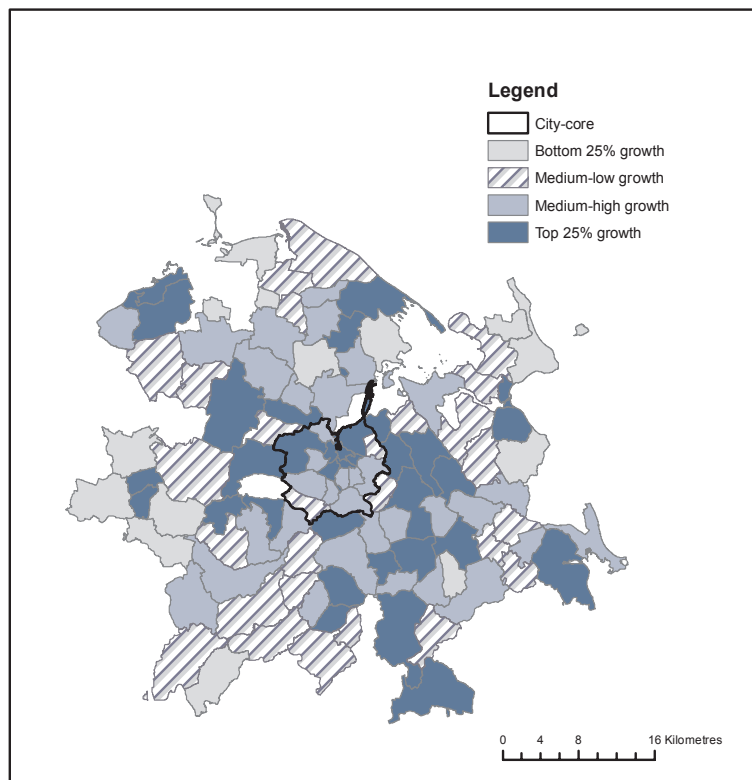 Legend
City-core
Bottom 25% growth
Medium-low growth
Medium-high growth
Top 25% growth
0 4 8 16 Kilometres